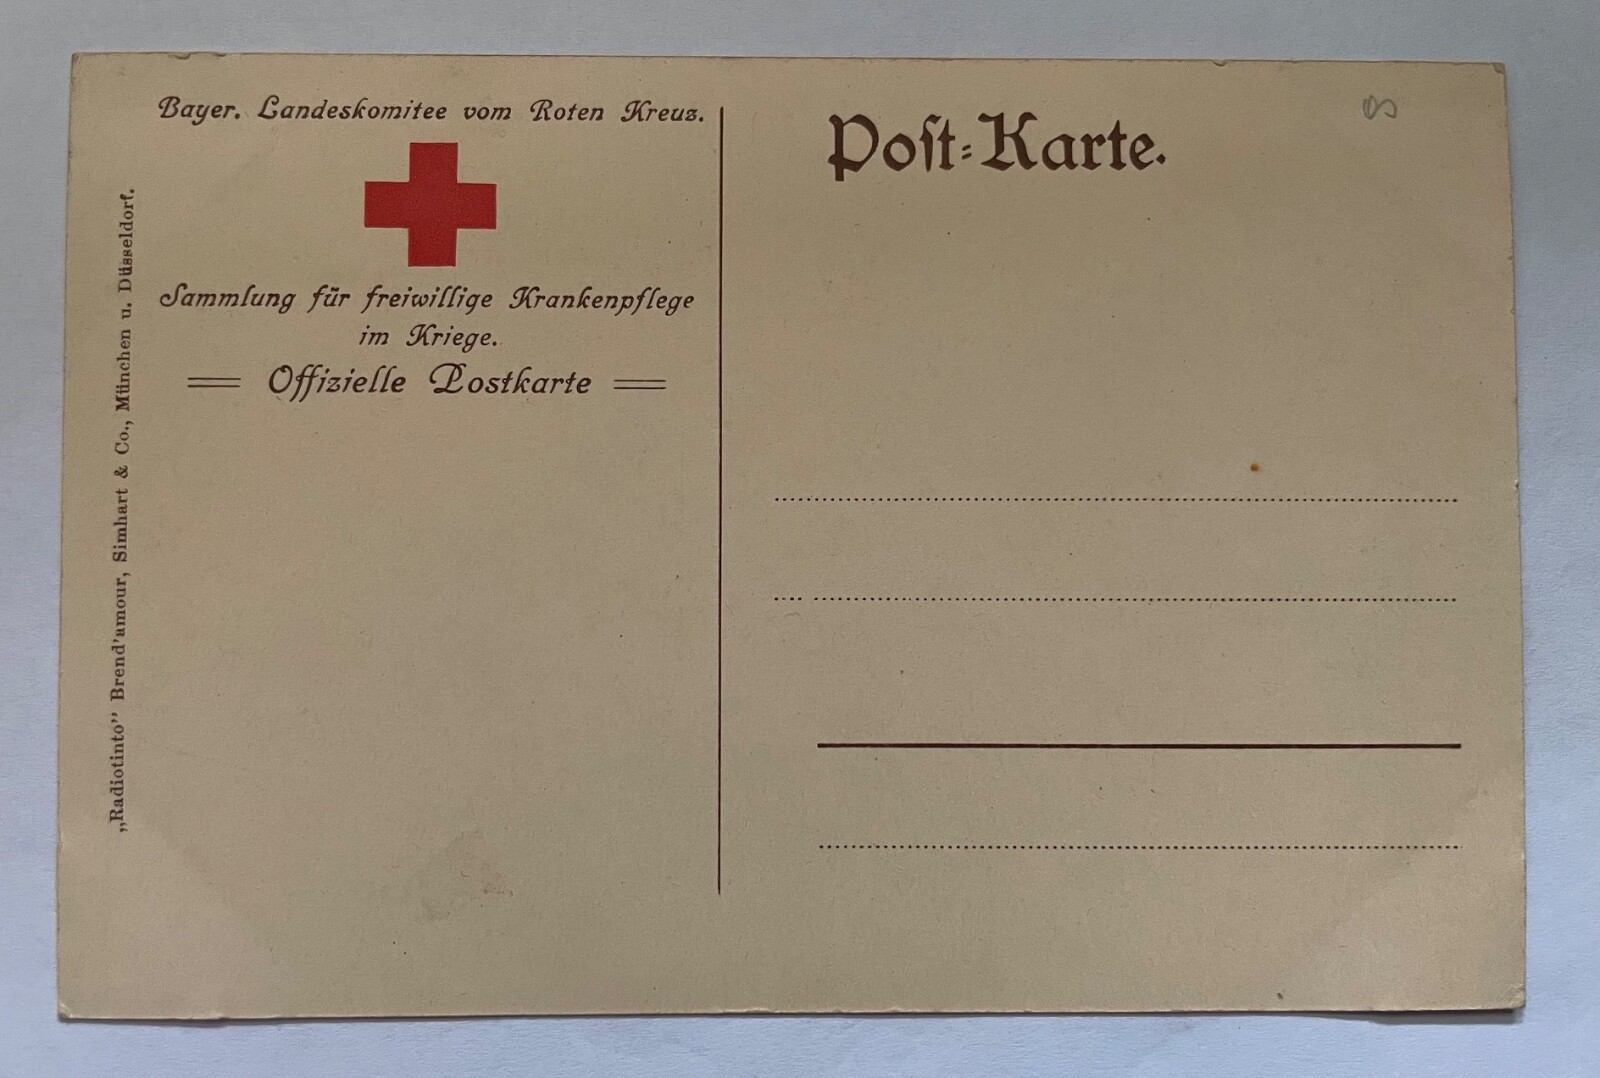 Bayer. Landeskomitee vom Roten Kreuz.
Sammlung für freiwillige Krankenpflege
im Kriege.
Offizielle Postkarte
„Radiotinto" Brend'amour, Simhart & Co., München u. Düsseldorf.
Poſt-Karte.